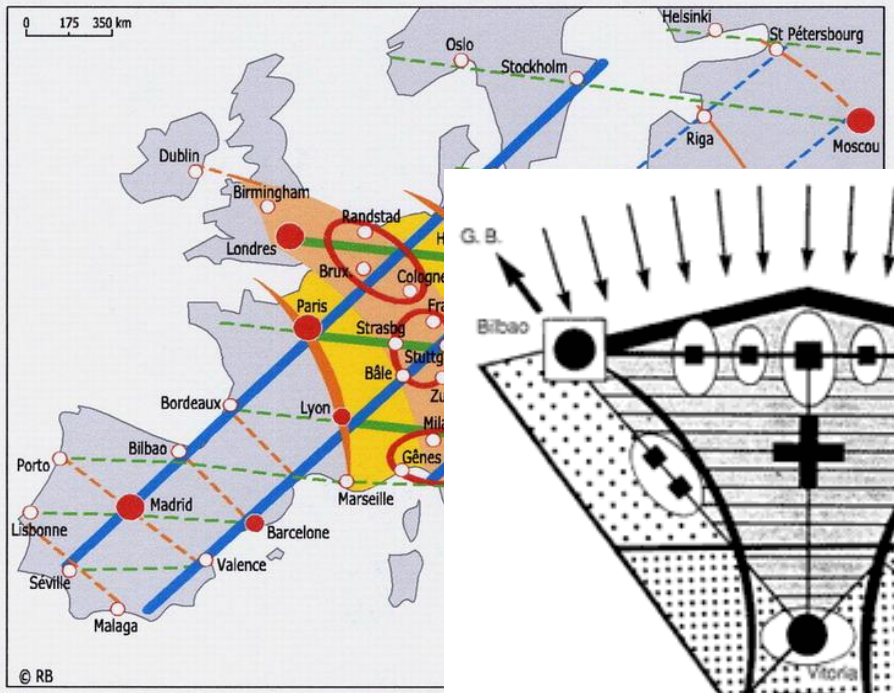 0 175 350 km
Helsinki
Oslo
St Pétersbourg
Stockholm
Riga
Moscou
Dublin
Birmingham
Randstad
Londres
Brux.
Cologne
Paris
Strasbg
Stuttg
Bâle
Bordeaux
Lyon
Bilbao
Gênes
Porto
Marseille
Madrid
Lisbonne
Barcelone
Valence
Séville
Malaga
© RB
G. B.
Bilbao
Vitoria